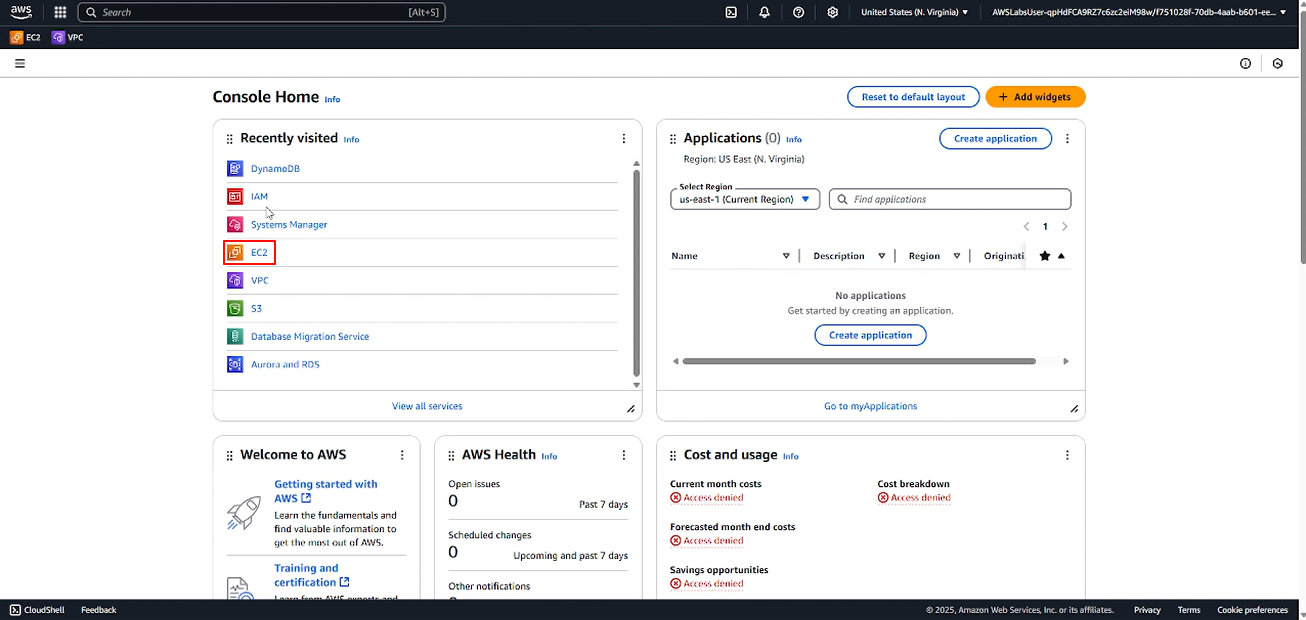 aws
Search
[Alt+S]
United States (N. Virginia)
AWSLabsUser-qpHdFCA9RZ7c6zc2eiM98w/f751028f-70db-4aab-b601-ee...
EC2
VPC
Console Home
Info
Reset to default layout
+ Add widgets
Recently visited
Info
DynamoDB
IAM
Systems Manager
EC2
VPC
S3
Database Migration Service
Aurora and RDS
View all services
Applications (0)
Info
Create application
Region: US East (N. Virginia)
Select Region
us-east-1 (Current Region)
Find applications
1
Name
Description
Region
Originati
No applications
Get started by creating an application.
Create application
Go to myApplications
Welcome to AWS
Getting started with
AWS
Learn the fundamentals and
find valuable information to
get the most out of AWS.
Training and
certification
Learn from AWS experts and
AWS Health
Info
Open issues
0
Past 7 days
Scheduled changes
0
Upcoming and past 7 days
Other notifications
Cost and usage
Info
Current month costs
Access denied
Cost breakdown
Access denied
Forecasted month end costs
Access denied
Savings opportunities
Access denied
CloudShell
Feedback
© 2025, Amazon Web Services, Inc. or its affiliates.
Privacy
Terms
Cookie preferences